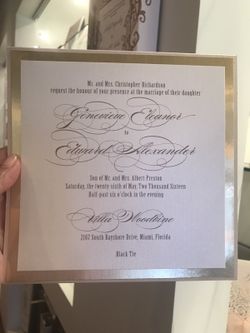 Mr. and Mrs. Christopher Richardson
request the honour of your presence at the marriage of their daughter
Genevieve Eleanor
to
Edward Alexander
Son of Mr. and Mrs. Albert Preston
Saturday, the twenty sixth of May, Two Thousand Sixteen
Half past six o'clock in the evening
Villa Woodbine
2167 South Bayshore Drive, Miami, Florida
Black Tie